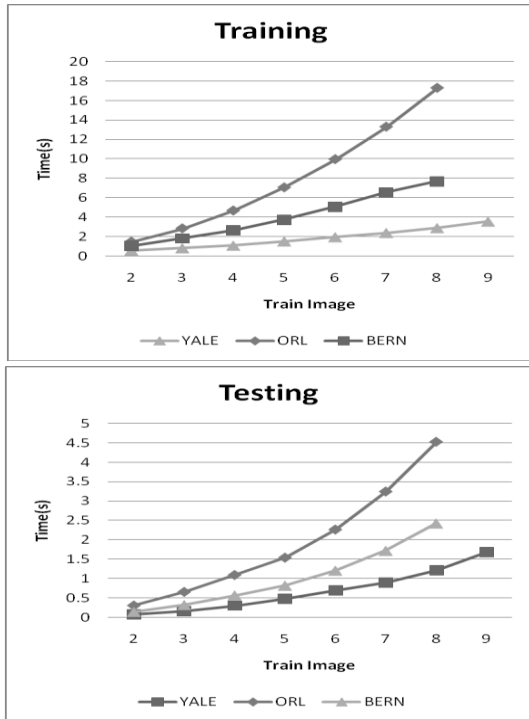 Training
20
18
16
14
12
10
8
6
4
2
0
Time(s)
2 3 4 5 6 7 8 9
Train Image
YALE ORL BERN
Testing
5
4.5
4
3.5
3
2.5
2
1.5
1
0.5
0
Time(s)
2 3 4 5 6 7 8 9
Train Image
YALE ORL BERN